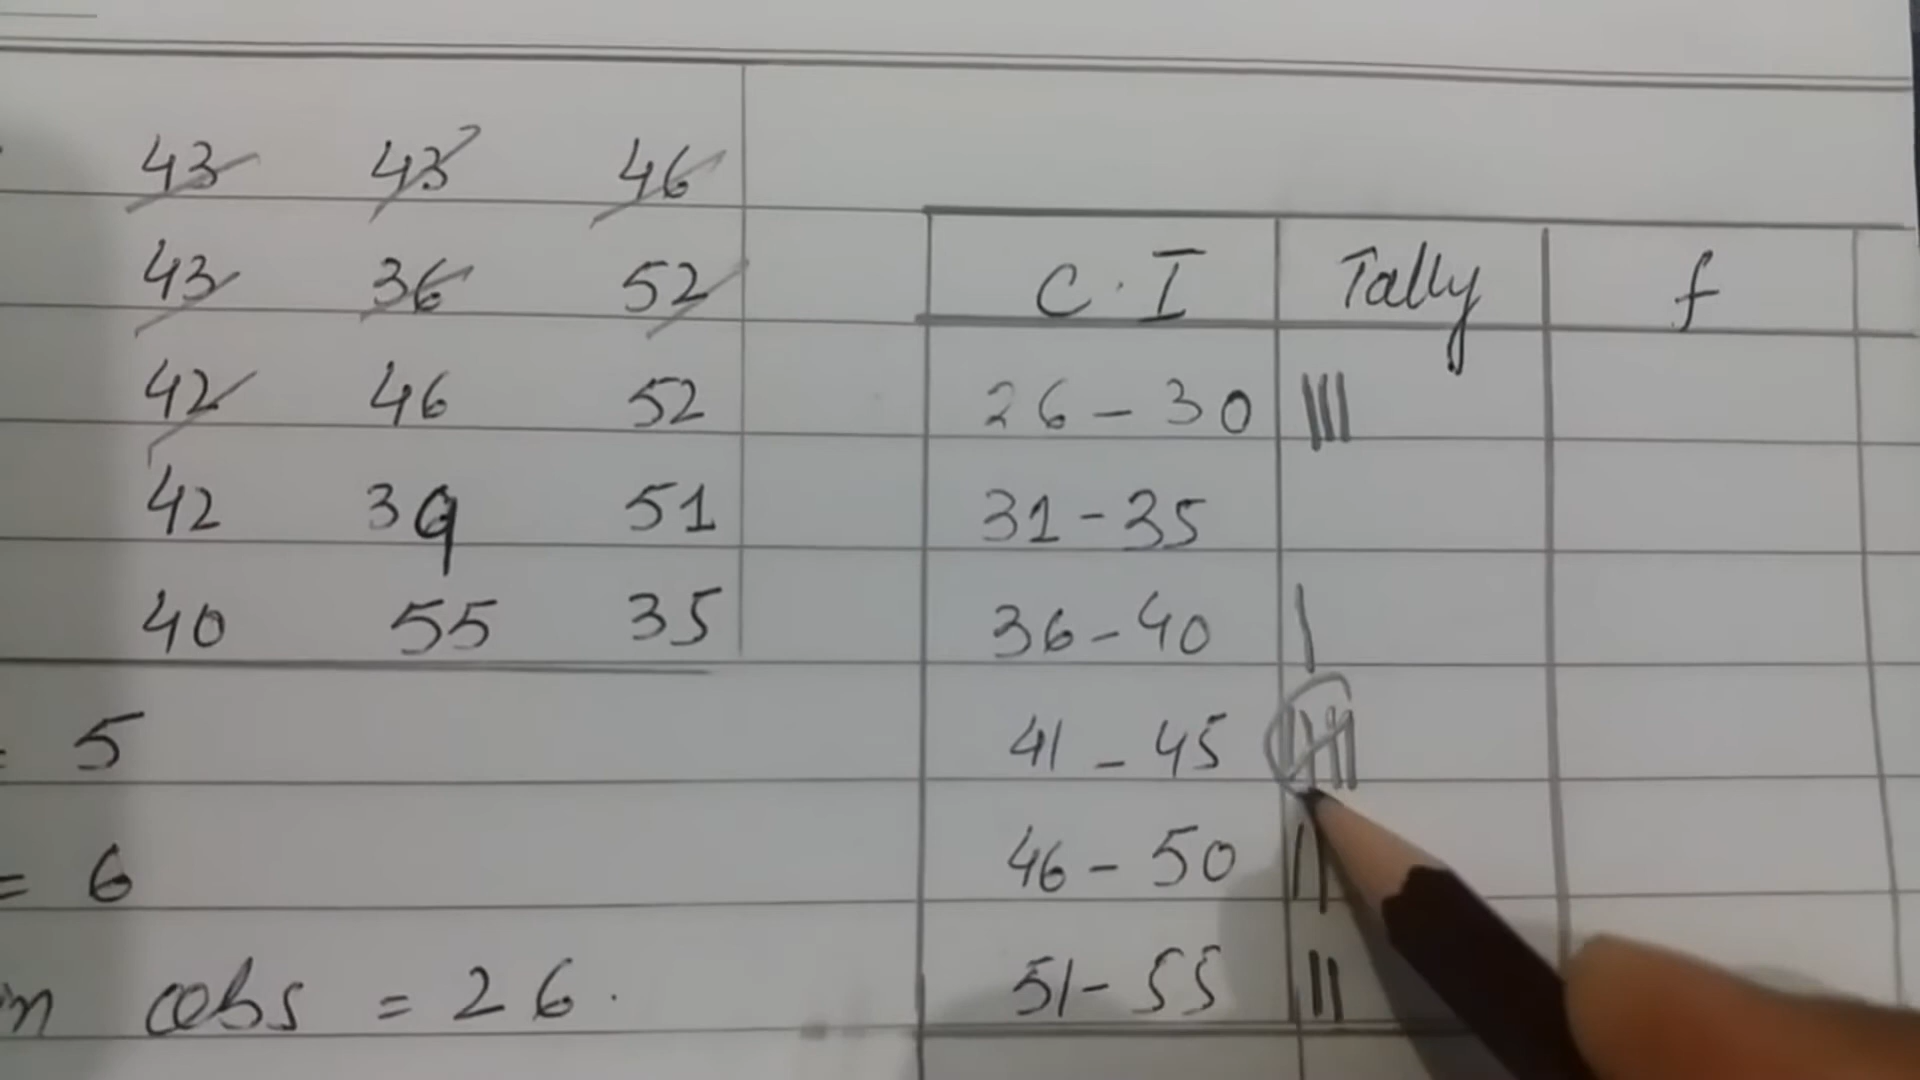 43 43 46
43 36 52
42 46 52
42 39 51
40 55 35
= 5
= 6
in obs = 26.
C.I Tally f
26 - 30 |||
31 - 35
36 - 40 |
41 - 45
46 - 50 ||
51 - 55 ||